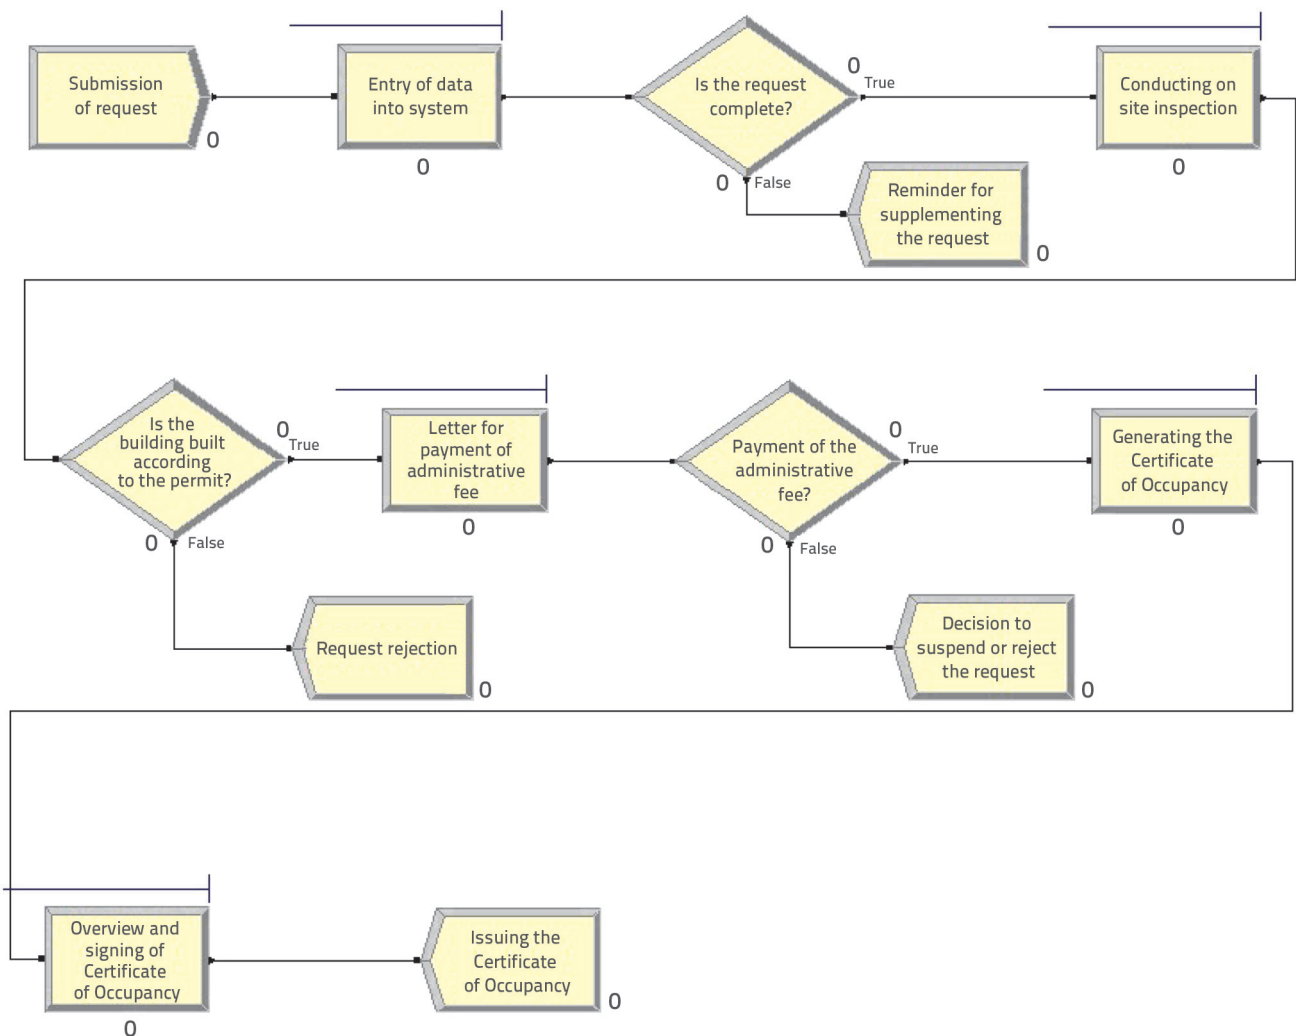 Submission
of request
0
Entry of data
into system
0
Is the request
complete?
0
True
0
False
Reminder for
supplementing
the request
0
Conducting on
site inspection
0
Is the
building built
according
to the permit?
0
True
0
False
Request rejection
0
Letter for
payment of
administrative
fee
0
Payment of the
administrative
fee?
0
True
0
False
Decision to
suspend or reject
the request
0
Generating the
Certificate
of Occupancy
0
Overview and
signing of
Certificate
of Occupancy
0
Issuing the
Certificate
of Occupancy
0